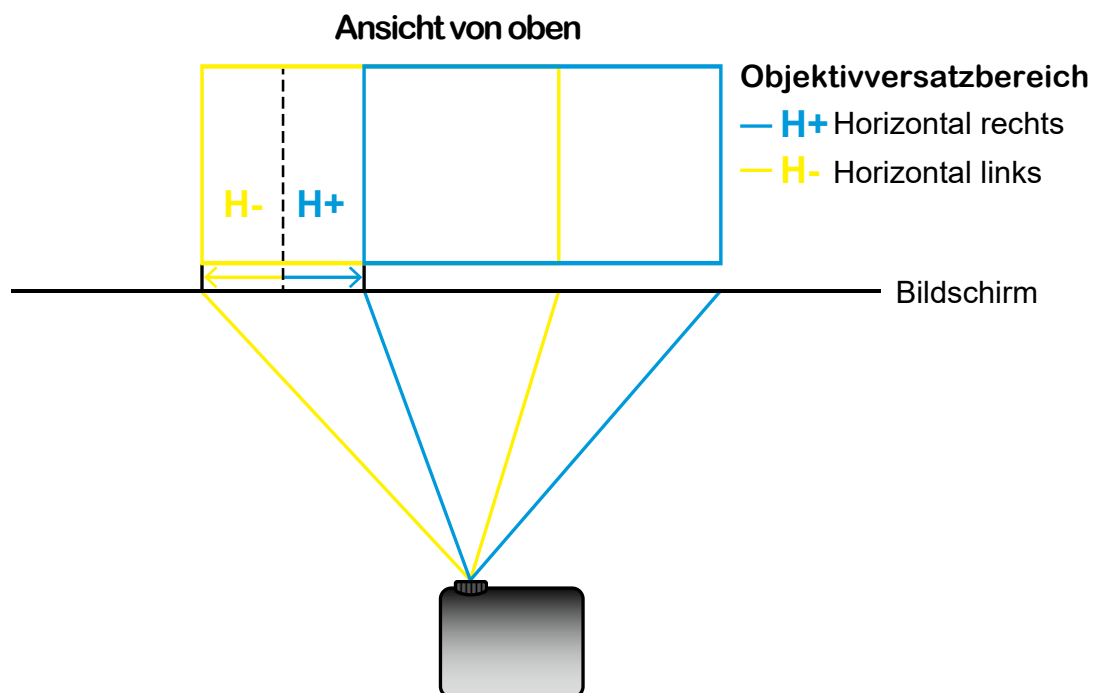 Ansicht von oben
Objektivversatzbereich
H+ Horizontal rechts
H- Horizontal links
H- H+
Bildschirm